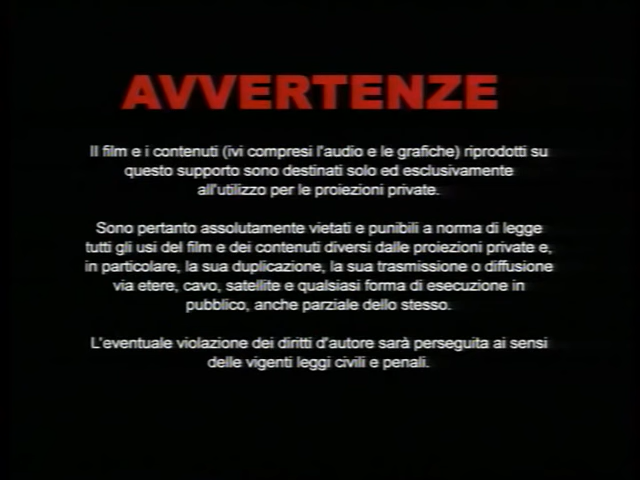 AVVERTENZE
Il film e i contenuti (ivi compresi l'audio e le grafiche) riprodotti su
questo supporto sono destinati solo ed esclusivamente
all'utilizzo per le proiezioni private.
Sono pertanto assolutamente vietati e punibili a norma di legge
tutti gli usi del film e dei contenuti diversi dalle proiezioni private e,
in particolare, la sua duplicazione, la sua trasmissione o diffusione
via etere, cavo, satellite e qualsiasi forma di esecuzione in
pubblico, anche parziale dello stesso.
L'eventuale violazione dei diritti d'autore sarà perseguita ai sensi
delle vigenti leggi civili e penali.